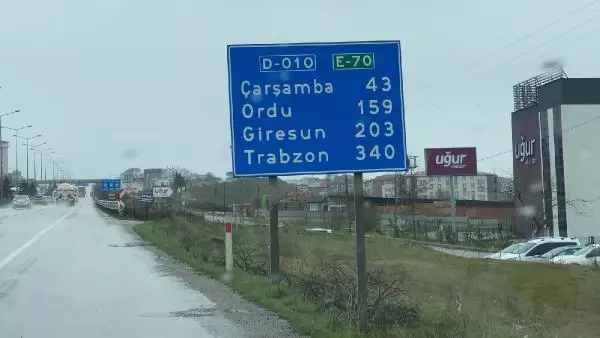 D-010 E-70
Çarşamba 43
Ordu 159
Giresun 203
Trabzon 340
uğur
uğur